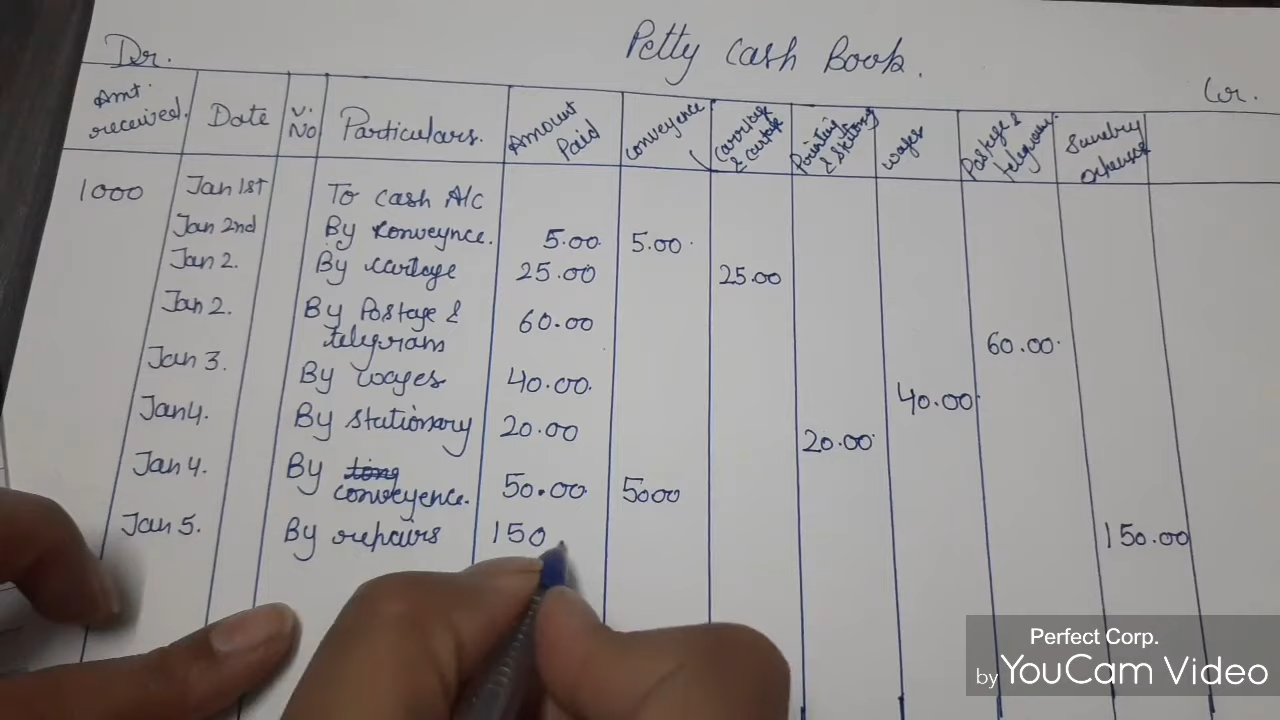 Petty Cash Book.
Dr. Cr.
Amt. received. Date V. No Particulars. Amount Paid Conveyence Carriage & Cartage Printing & Statiory Wages Postage & telegram. Sundry expenses
1000 Jan 1st To cash A/c
Jan 2nd By Conveynce. 5.00 5.00
Jan 2. By cartage 25.00 25.00
Jan 2. By Postage &
telegram 60.00 60.00
Jan 3. By wages 40.00 40.00
Jan 4. By stationary 20.00 20.00
Jan 4. By
conveyence. 50.00 5000
Jan 5. By repairs 150 150.00
Perfect Corp.
by YouCam Video